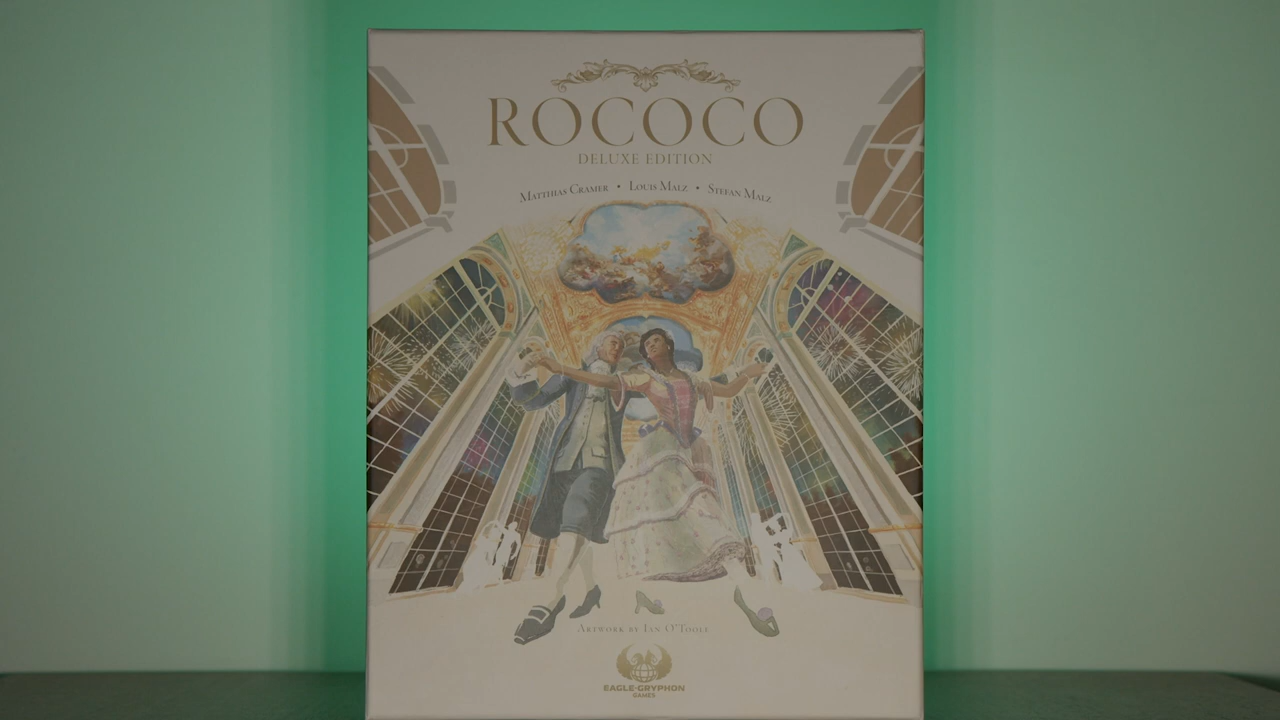 ROCOCO
DELUXE EDITION
MATTHIAS CRAMER • LOUIS MALZ • STEFAN MALZ
ARTWORK BY IAN O'TOOLE
EAGLE-GRYPHON
GAMES